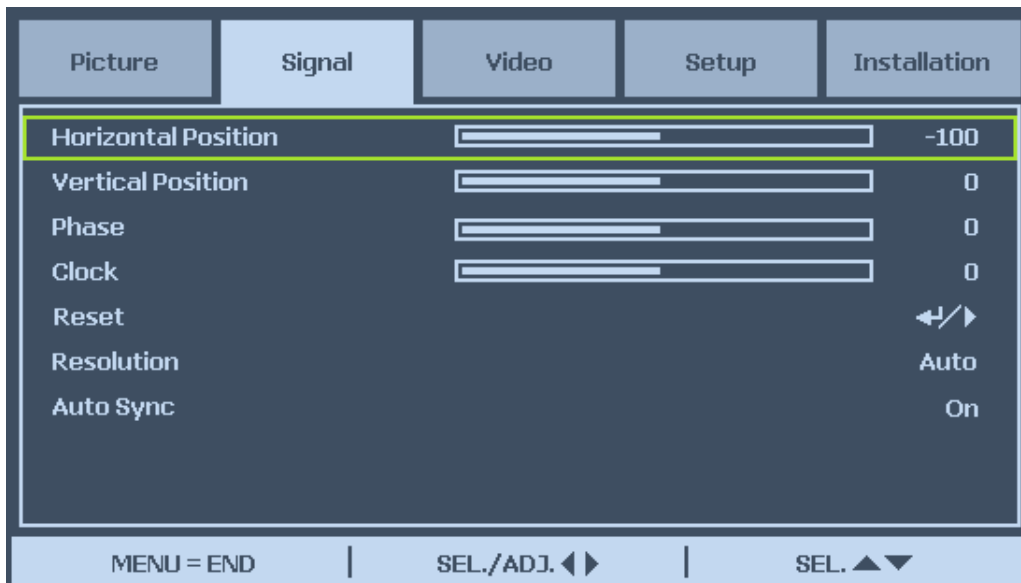 Picture Signal Video Setup Installation
Horizontal Position -100
Vertical Position 0
Phase 0
Clock 0
Reset
Resolution Auto
Auto Sync On
MENU = END SEL./ADJ. SEL.